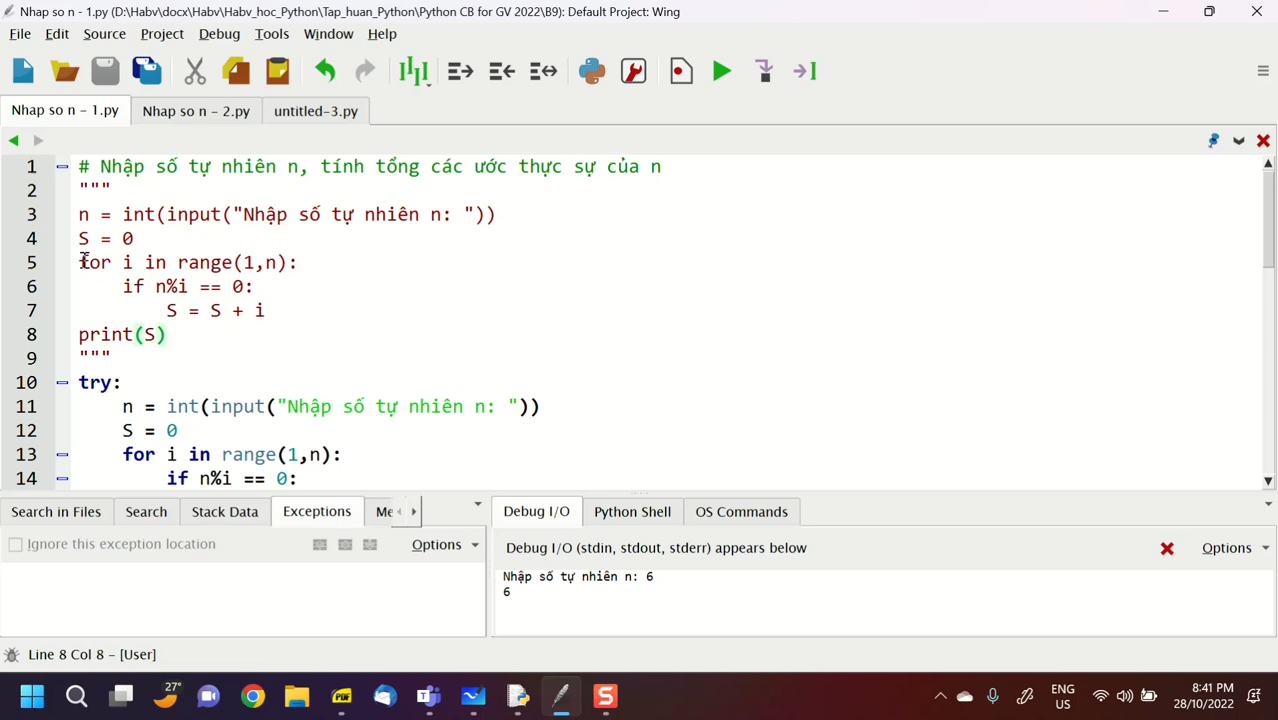 Nhap so n - 1.py (D:\Habv\docx\Habv\Habv_hoc_Python\Tap_huan_Python\Python CB for GV 2022\B9): Default Project: Wing
File Edit Source Project Debug Tools Window Help
Nhap so n - 1.py Nhap so n - 2.py untitled-3.py
1 # Nhập số tự nhiên n, tính tổng các ước thực sự của n
2 """
3 n = int(input("Nhập số tự nhiên n: "))
4 S = 0
5 for i in range(1,n):
6 if n%i == 0:
7 S = S + i
8 print(S)
9 """
10 try:
11 n = int(input("Nhập số tự nhiên n: "))
12 S = 0
13 for i in range(1,n):
14 if n%i == 0:
Search in Files Search Stack Data Exceptions Me
Ignore this exception location Options
Debug I/O Python Shell OS Commands
Debug I/O (stdin, stdout, stderr) appears below Options
Nhập số tự nhiên n: 6
6
Line 8 Col 8 - [User]
27°
PDF
S
ENG
US
8:41 PM
28/10/2022